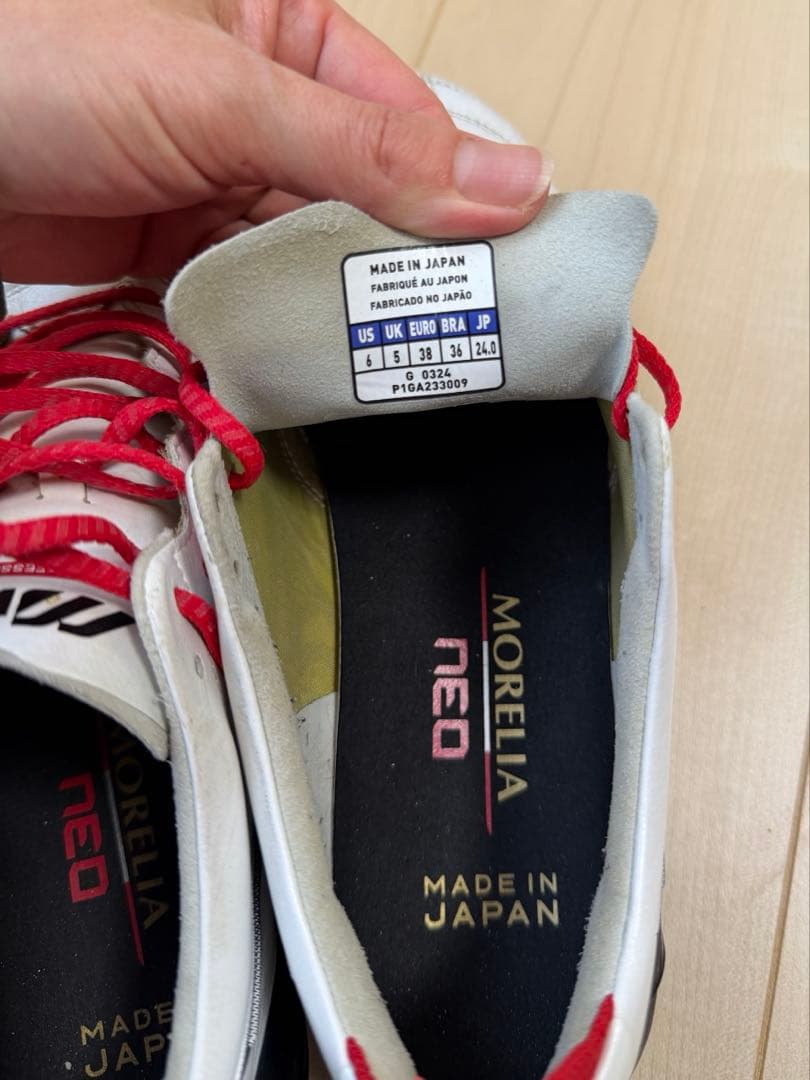 MADE IN JAPAN
FABRIQUÉ AU JAPON
FABRICADO NO JAPÃO
US UK EURO BRA JP
6 5 38 36 24.0
G 0324
P1GA233009
MORELIA
neo
MADE IN
JAPAN
MORELIA
neo
MADE
JAP